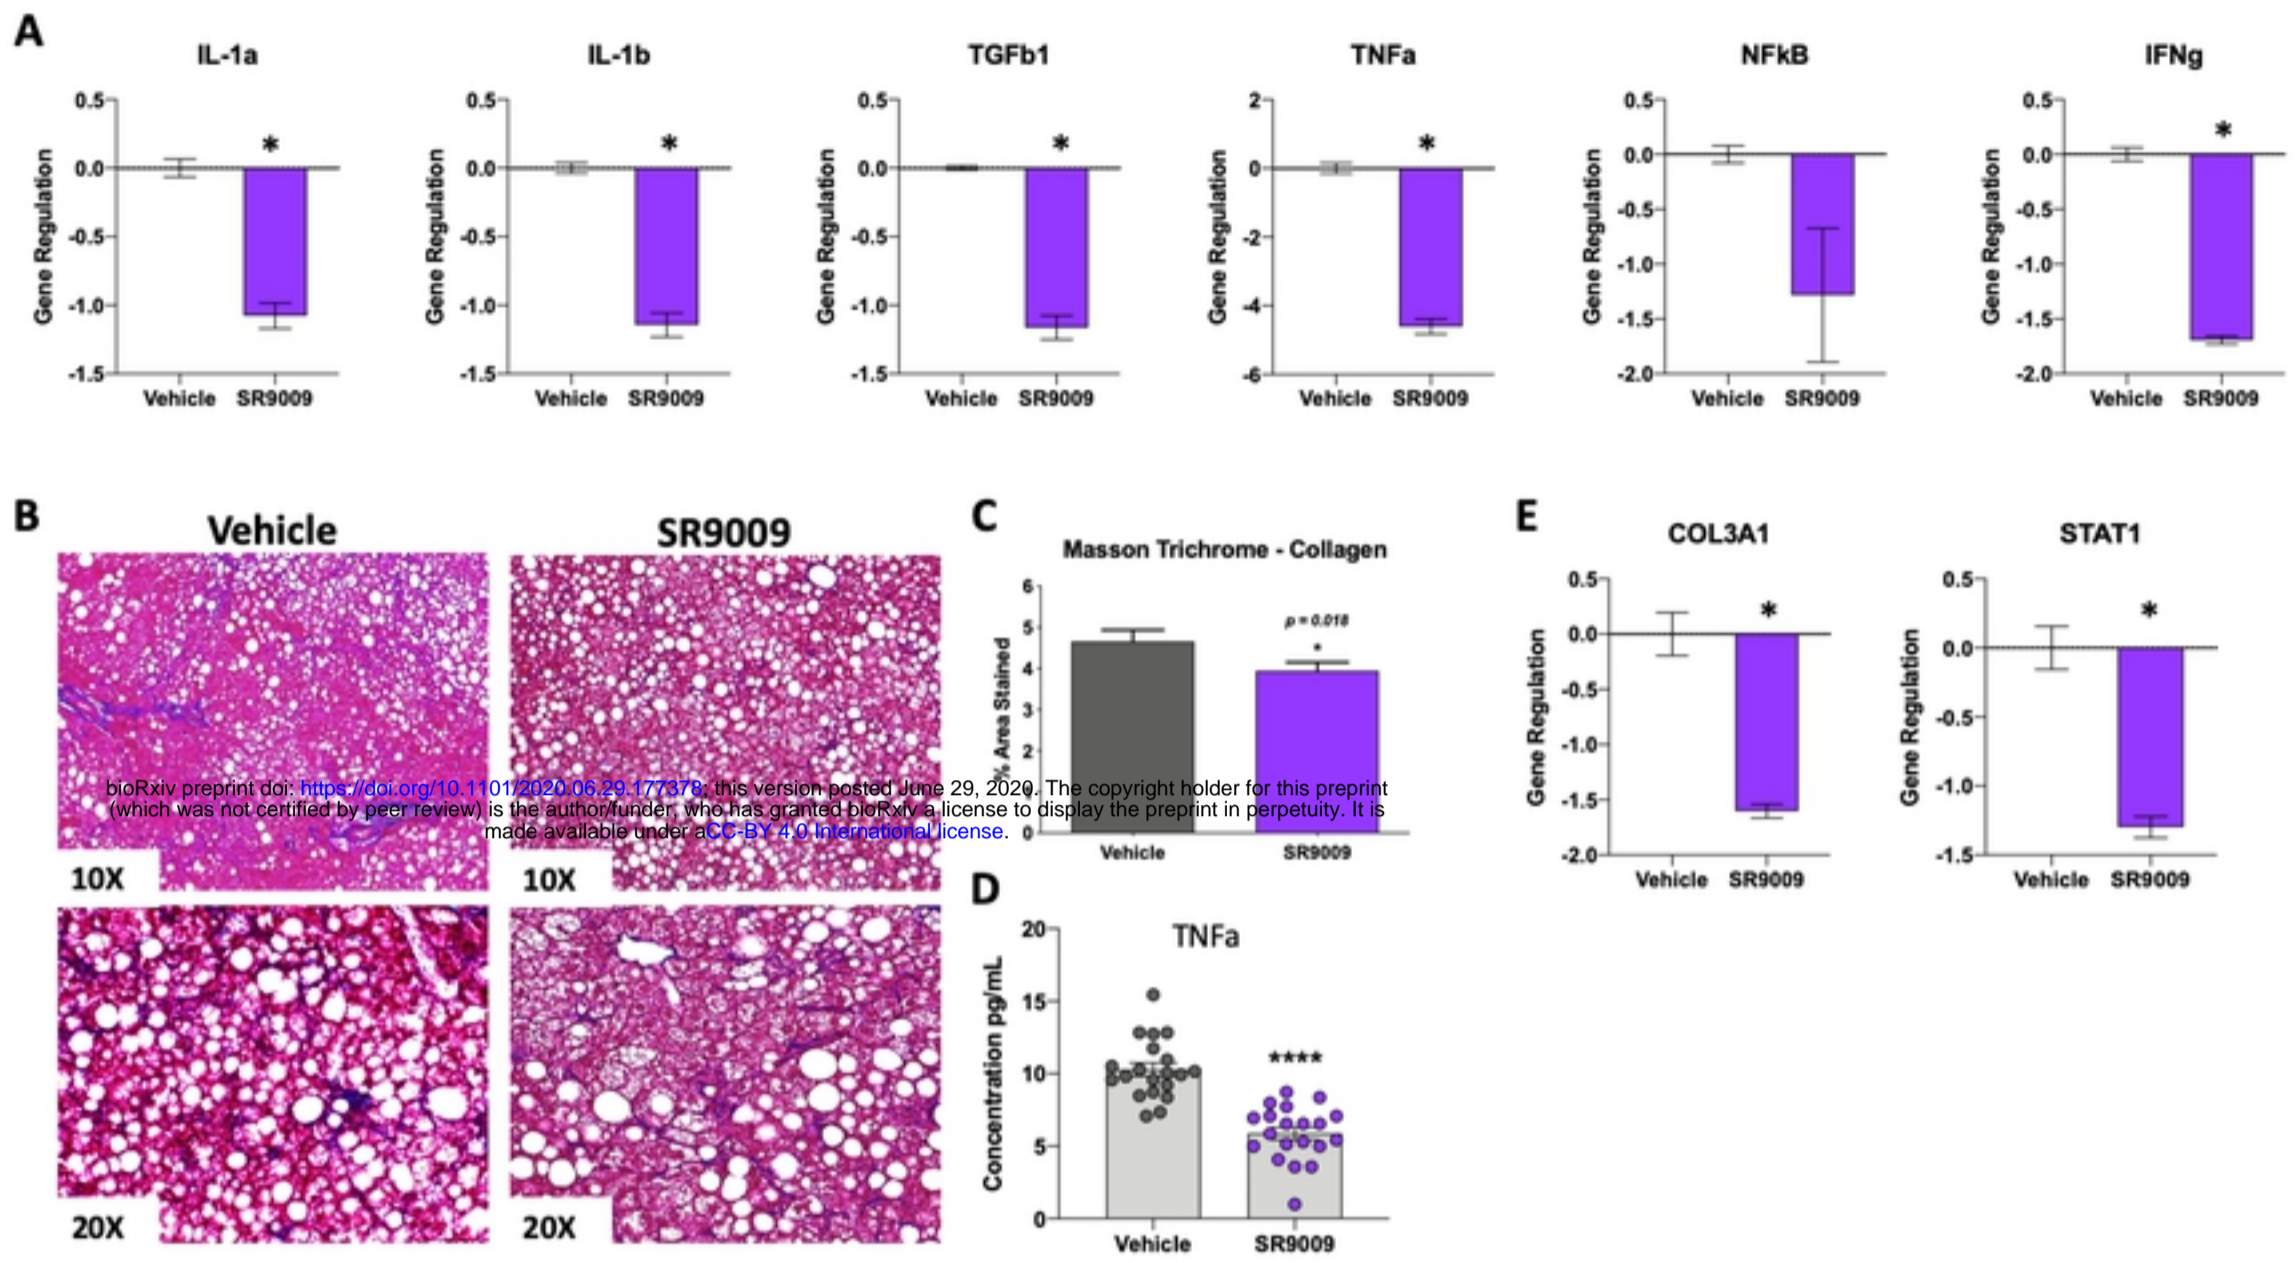 A
IL-1a
IL-1b
TGFb1
TNFa
NFkB
IFNg
Gene Regulation
0.5
*
0.0
-0.5
-1.0
-1.5
Vehicle SR9009
Gene Regulation
0.5
*
0.0
-0.5
-1.0
-1.5
Vehicle SR9009
Gene Regulation
0.5
*
0.0
-0.5
-1.0
-1.5
Vehicle SR9009
Gene Regulation
2
*
0
-2
-4
-6
Vehicle SR9009
Gene Regulation
0.5
0.0
-0.5
-1.0
-1.5
-2.0
Vehicle SR9009
Gene Regulation
0.5
*
0.0
-0.5
-1.0
-1.5
-2.0
Vehicle SR9009
B
Vehicle
SR9009
10X
10X
20X
20X
bioRxiv preprint doi: https://doi.org/10.1101/2020.06.29.177378; this version posted June 29, 2020. The copyright holder for this preprint
(which was not certified by peer review) is the author/funder, who has granted bioRxiv a license to display the preprint in perpetuity. It is
made available under aCC-BY 4.0 International license.
C
Masson Trichrome - Collagen
% Area Stained
6
5
4
3
2
0
p = 0.018
*
Vehicle
SR9009
D
TNFa
Concentration pg/mL
20
15
10
5
0
****
Vehicle
SR9009
E
COL3A1
Gene Regulation
0.5
*
0.0
-0.5
-1.0
-1.5
-2.0
Vehicle SR9009
STAT1
Gene Regulation
0.5
*
0.0
-0.5
-1.0
-1.5
Vehicle SR9009